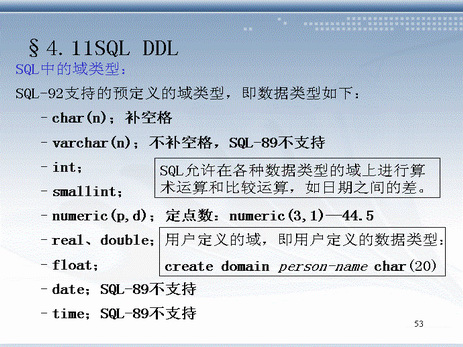 §4.11SQL DDL
SQL中的域类型：
SQL-92支持的预定义的域类型，即数据类型如下：
–char(n)；补空格
–varchar(n)；不补空格，SQL-89不支持
–int；
–smallint；
SQL允许在各种数据类型的域上进行算
术运算和比较运算，如日期之间的差。
–numeric(p,d)；定点数：numeric(3,1)—44.5
–real、double；
–float；
用户定义的域，即用户定义的数据类型：
create domain person-name char(20)
–date；SQL-89不支持
–time；SQL-89不支持
53